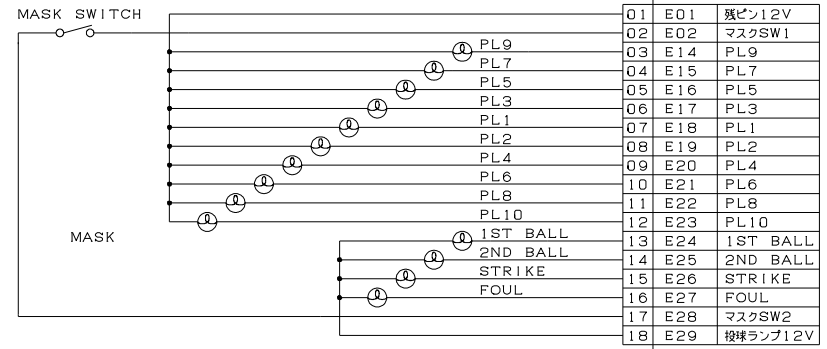 MASK SWITCH
01 E01 残ピン12V
02 E02 マスクSW1
PL9 03 E14 PL9
PL7 04 E15 PL7
PL5 05 E16 PL5
PL3 06 E17 PL3
PL1 07 E18 PL1
PL2 08 E19 PL2
PL4 09 E20 PL4
PL6 10 E21 PL6
PL8 11 E22 PL8
PL10 12 E23 PL10
MASK
1ST BALL 13 E24 1ST BALL
2ND BALL 14 E25 2ND BALL
STRIKE 15 E26 STRIKE
FOUL 16 E27 FOUL
17 E28 マスクSW2
18 E29 投球ランプ12V